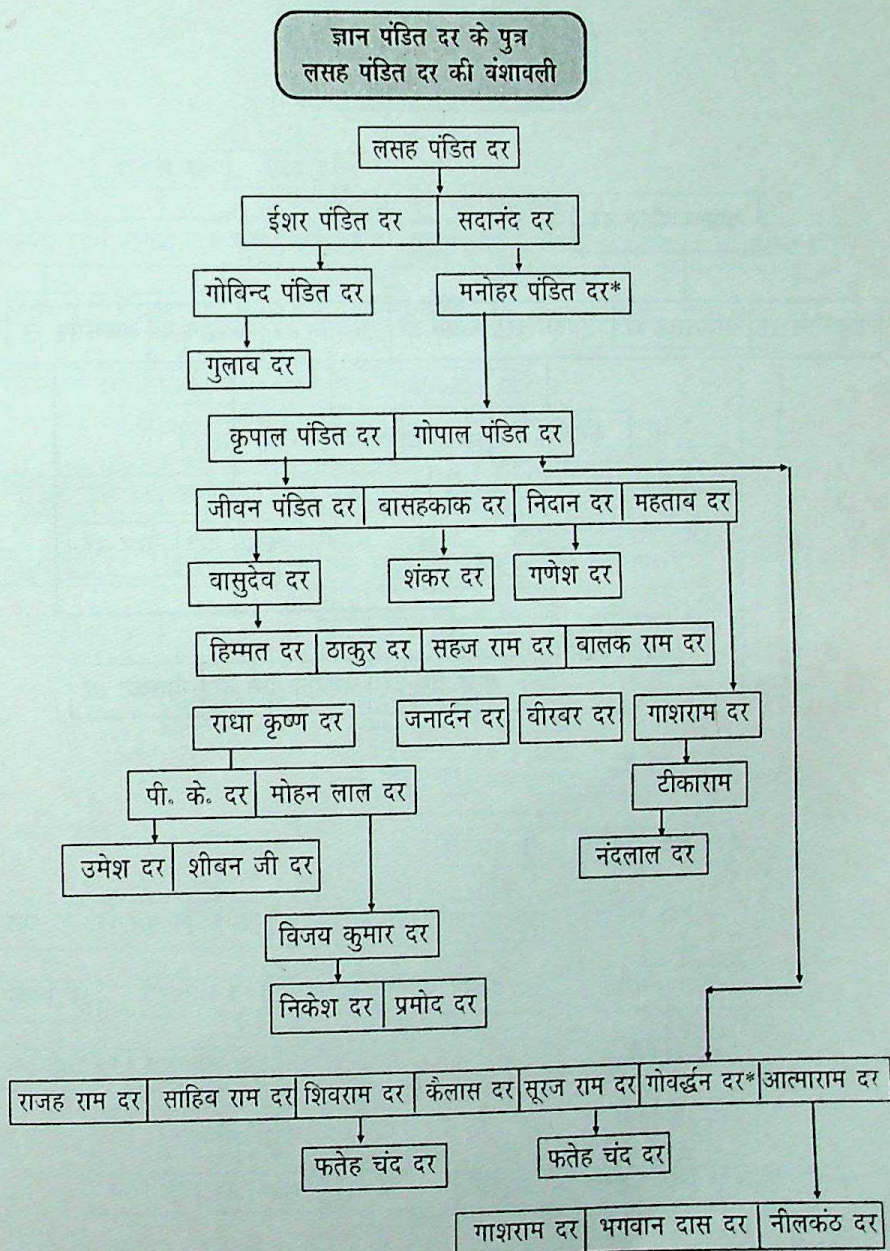 ज्ञान पंडित दर के पुत्र
लसह पंडित दर की वंशावली
लसह पंडित दर
ईशर पंडित दर सदानंद दर
गोविन्द पंडित दर मनोहर पंडित दर*
गुलाब दर
कृपाल पंडित दर गोपाल पंडित दर
जीवन पंडित दर वासहकाक दर निदान दर महताब दर
वासुदेव दर शंकर दर गणेश दर
हिम्मत दर ठाकुर दर सहज राम दर बालक राम दर
राधा कृष्ण दर जनार्दन दर वीरवर दर गाशराम दर
पी॰ के॰ दर मोहन लाल दर टीकाराम
उमेश दर शीबन जी दर नंदलाल दर
विजय कुमार दर
निकेश दर प्रमोद दर
राजह राम दर साहिब राम दर शिवराम दर कैलास दर सूरज राम दर गोवर्द्धन दर* आत्माराम दर
फतेह चंद दर फतेह चंद दर
गाशराम दर भगवान दास दर नीलकंठ दर